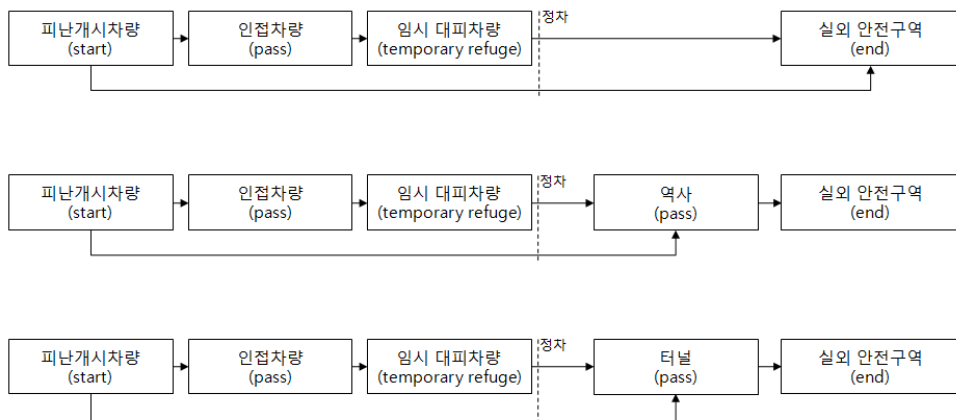 정차
피난개시차량
(start)
인접차량
(pass)
임시 대피차량
(temporary refuge)
실외 안전구역
(end)
정차
피난개시차량
(start)
인접차량
(pass)
임시 대피차량
(temporary refuge)
역사
(pass)
실외 안전구역
(end)
정차
피난개시차량
(start)
인접차량
(pass)
임시 대피차량
(temporary refuge)
터널
(pass)
실외 안전구역
(end)